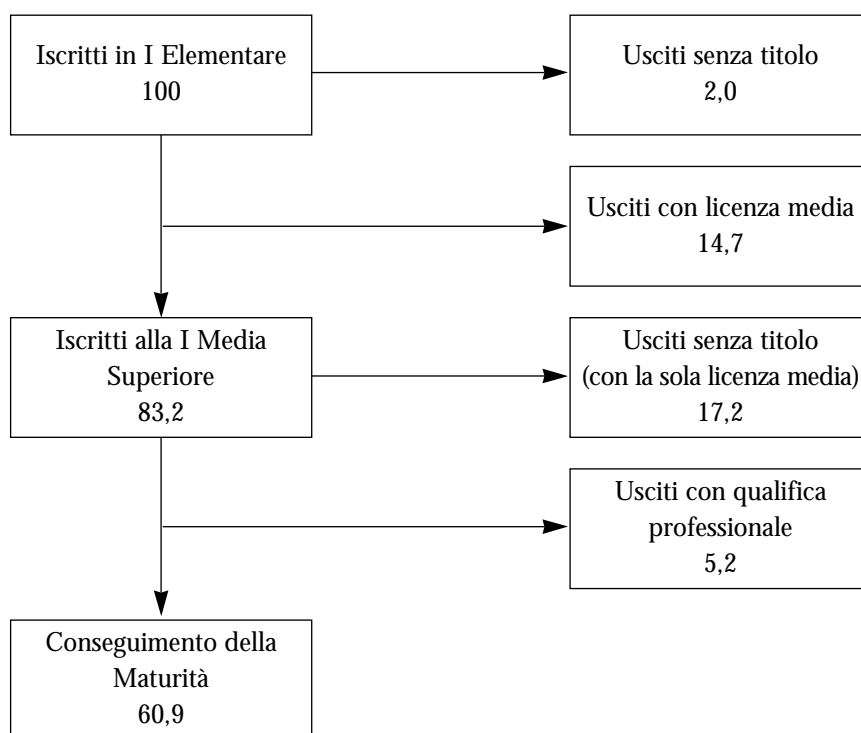 Iscritti in I Elementare
100
Usciti senza titolo
2,0
Usciti con licenza media
14,7
Iscritti alla I Media
Superiore
83,2
Usciti senza titolo
(con la sola licenza media)
17,2
Usciti con qualifica
professionale
5,2
Conseguimento della
Maturità
60,9